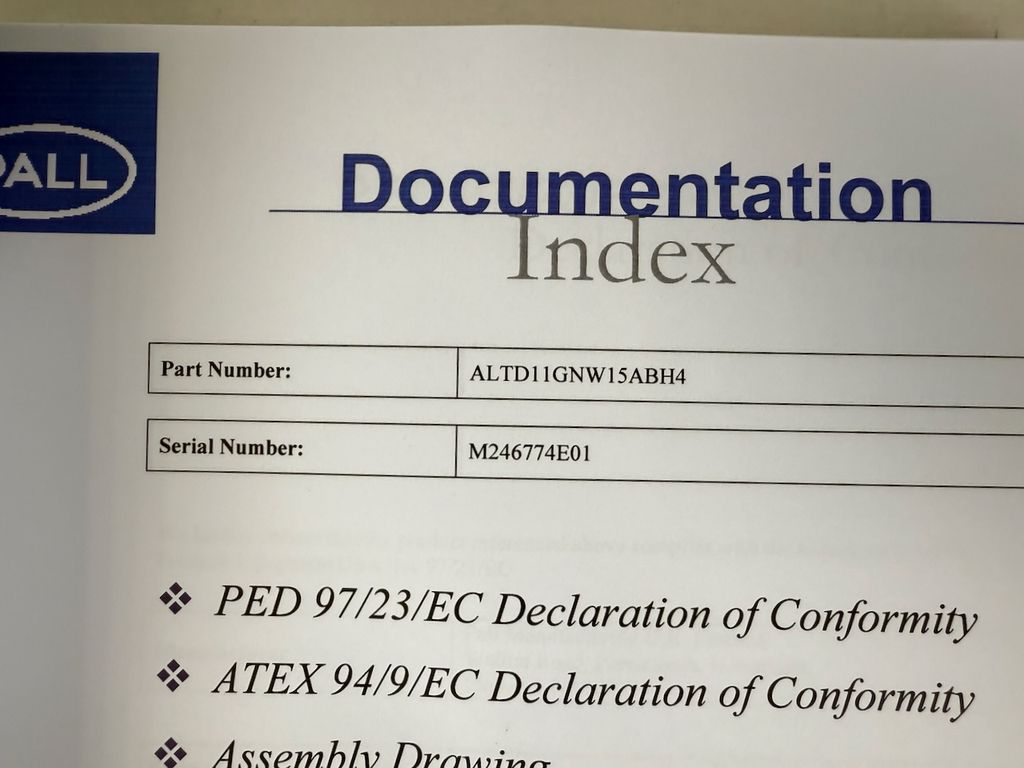 PALL
Documentation
Index
Part Number: ALTD11GNW15ABH4
Serial Number: M246774E01
❖ PED 97/23/EC Declaration of Conformity
❖ ATEX 94/9/EC Declaration of Conformity
❖ Assembly Drawing